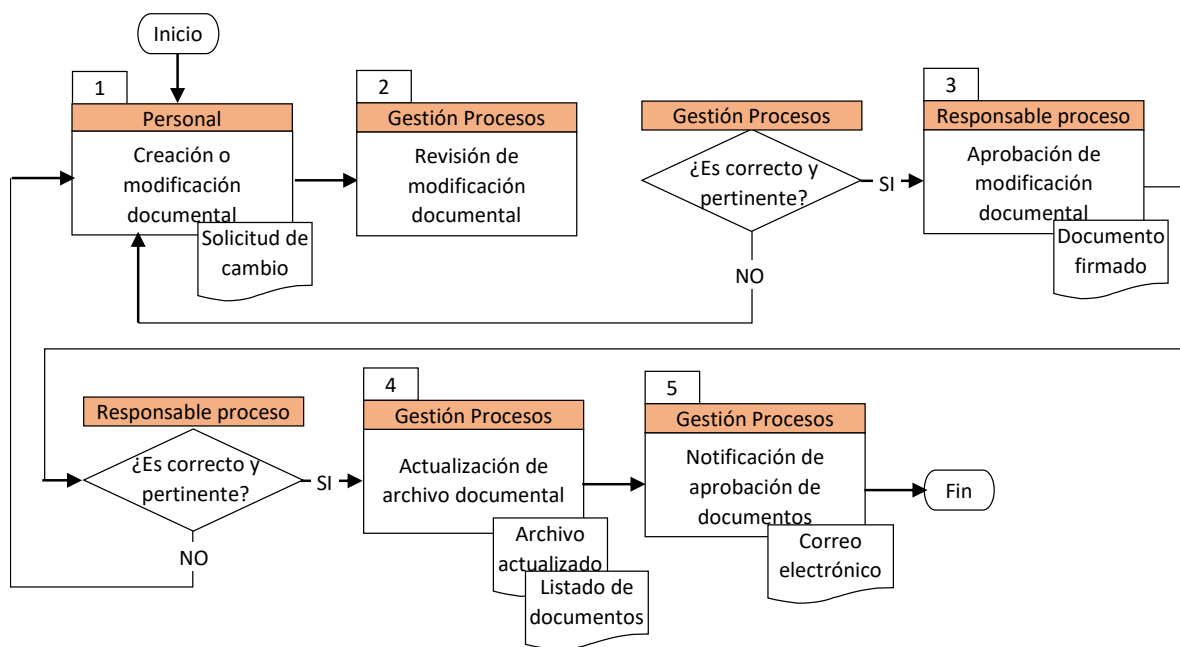 Inicio
1
Personal
Creación o
modificación
documental
Solicitud de
cambio
2
Gestión Procesos
Revisión de
modificación
documental
Gestión Procesos
¿Es correcto y
pertinente?
SI
NO
3
Responsable proceso
Aprobación de
modificación
documental
Documento
firmado
Responsable proceso
¿Es correcto y
pertinente?
SI
NO
4
Gestión Procesos
Actualización de
archivo documental
Archivo
actualizado
Listado de
documentos
5
Gestión Procesos
Notificación de
aprobación de
documentos
Correo
electrónico
Fin